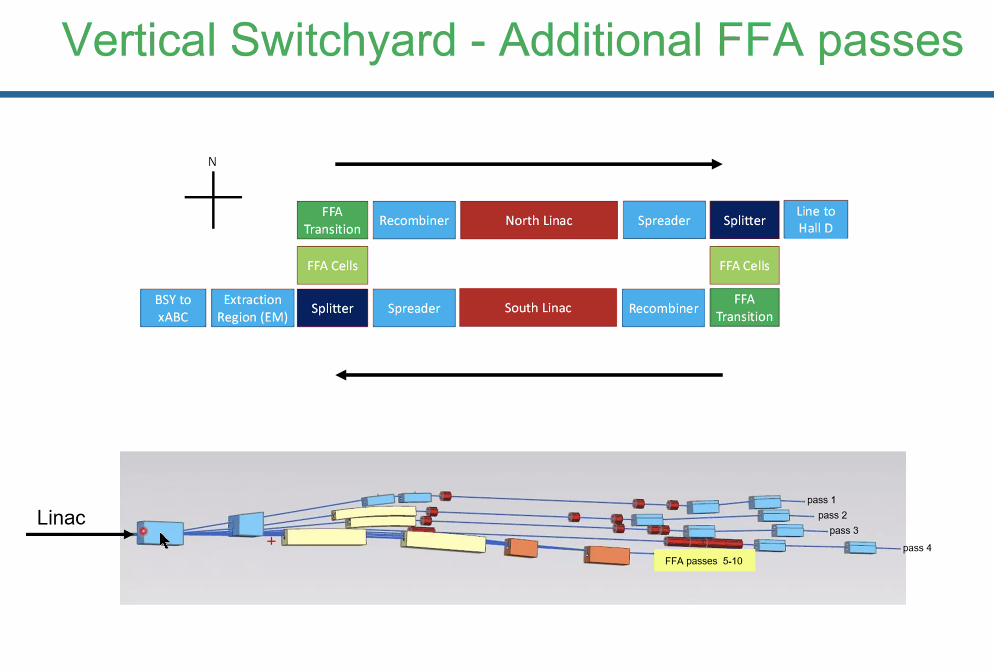 Vertical Switchyard - Additional FFA passes
N
FFA
Transition
Recombiner
North Linac
Spreader
Splitter
Line to
Hall D
FFA Cells
FFA Cells
BSY to
xABC
Extraction
Region (EM)
Splitter
Spreader
South Linac
Recombiner
FFA
Transition
Linac
pass 1
pass 2
pass 3
pass 4
FFA passes 5-10